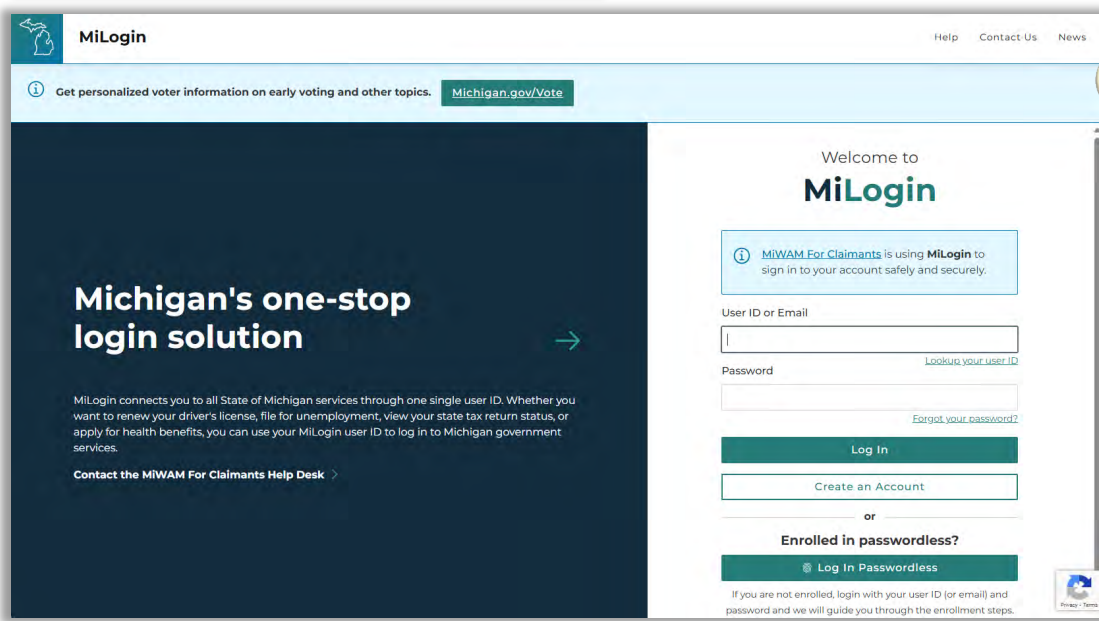 MiLogin
Help Contact Us News
Get personalized voter information on early voting and other topics. Michigan.gov/Vote
Michigan's one-stop
login solution
MiLogin connects you to all State of Michigan services through one single user ID. Whether you
want to renew your driver's license, file for unemployment, view your state tax return status, or
apply for health benefits, you can use your MiLogin user ID to log in to Michigan government
services.
Contact the MiWAM For Claimants Help Desk
Welcome to
MiLogin
MiWAM For Claimants is using MiLogin to
sign in to your account safely and securely.
User ID or Email
Lookup your user ID
Password
Forgot your password?
Log In
Create an Account
or
Enrolled in passwordless?
Log In Passwordless
If you are not enrolled, login with your user ID (or email) and
password and we will guide you through the enrollment steps.
Privacy - Terms